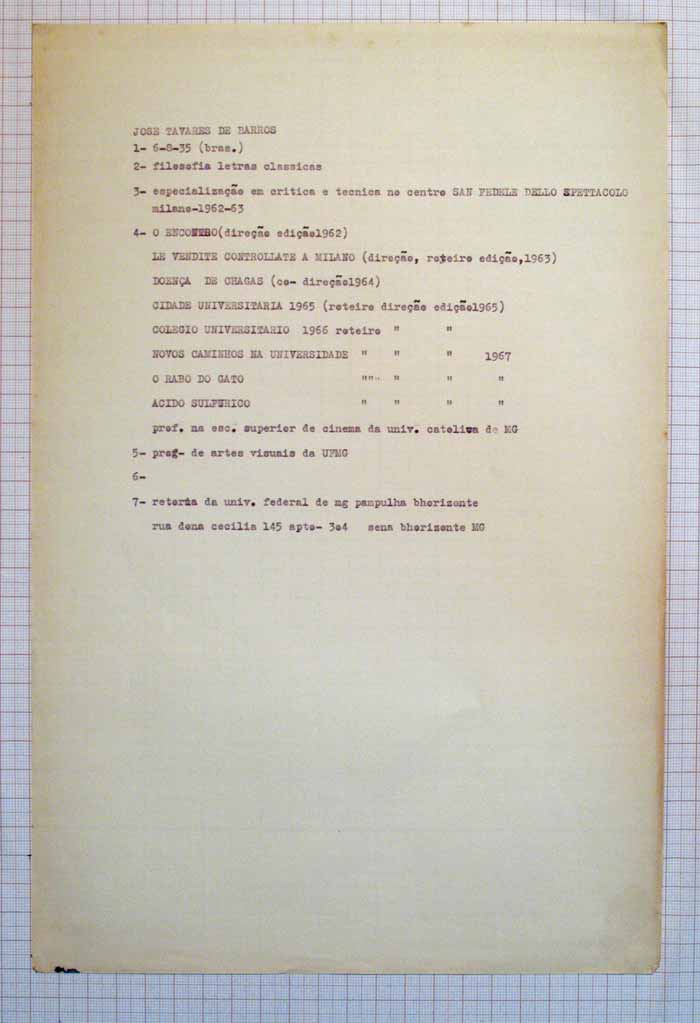 JOSE TAVARES DE BARROS
1- 6-8-35 (bras.)
2- filosofia letras classicas
3- especialização em critica e tecnica no centro SAN FEDELE DELLO SPETTACOLO
milano-1962-63
4- O ENCONTRO(direção edição1962)
LE VENDITE CONTROLLATE A MILANO (direção, roteiro edição,1963)
DOENÇA DE CHAGAS (co- direção1964)
CIDADE UNIVERSITARIA 1965 (roteiro direção edição1965)
COLEGIO UNIVERSITARIO 1966 roteiro " "
NOVOS CAMINHOS NA UNIVERSIDADE " " " 1967
O RABO DO GATO """ " " "
ACIDO SULFURICO " " " "
prof. na esc. superior de cinema da univ. catolica de MG
5- prof- de artes visuais da UFMG
6-
7- retoria da univ. federal de mg pampulha bhorizonte
rua dona cecilia 145 apto- 3o4 sena bhorizonte MG